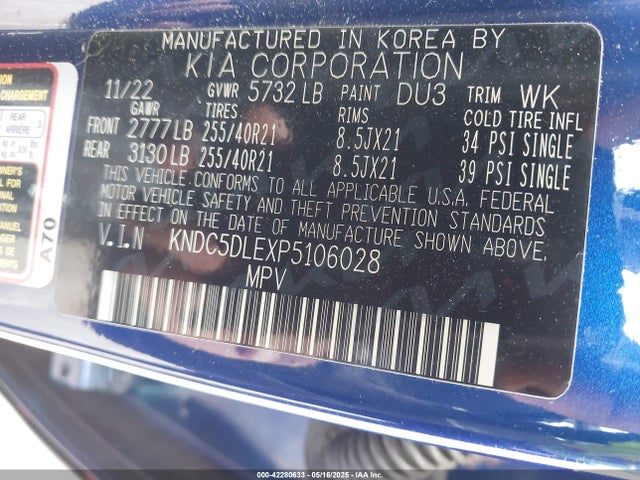 MANUFACTURED IN KOREA BY
KIA CORPORATION
11/22 GVWR 5732 LB PAINT DU3 TRIM WK
GAWR TIRES RIMS COLD TIRE INFL
FRONT 2777 LB 255/40R21 8.5JX21 34 PSI SINGLE
REAR 3130 LB 255/40R21 8.5JX21 39 PSI SINGLE
THIS VEHICLE CONFORMS TO ALL APPLICABLE U.S.A. FEDERAL
MOTOR VEHICLE SAFETY AND THEFT PREVENTION STANDARDS
IN EFFECT ON THE DATE OF MANUFACTURE SHOWN ABOVE.
V.I.N KNDC5DLEXP5106028
MPV
A70
CHARGEMENT
ARRIERE
000-42280633 - 05/16/2025 - IAA Inc.